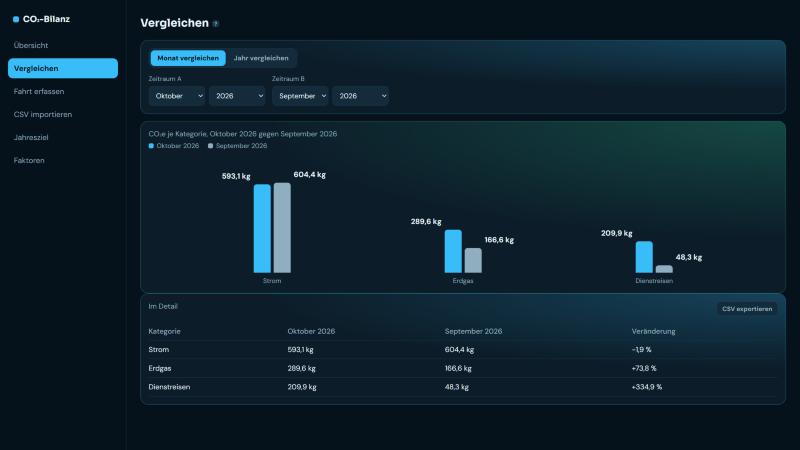 CO₂-Bilanz
Übersicht
Vergleichen
Fahrt erfassen
CSV importieren
Jahresziel
Faktoren
Vergleichen ?
Monat vergleichen Jahr vergleichen
Zeitraum A Zeitraum B
Oktober 2026 September 2026
CO₂e je Kategorie, Oktober 2026 gegen September 2026
Oktober 2026 September 2026
593,1 kg 604,4 kg
289,6 kg 166,6 kg
209,9 kg 48,3 kg
Strom Erdgas Dienstreisen
Im Detail CSV exportieren
Kategorie Oktober 2026 September 2026 Veränderung
Strom 593,1 kg 604,4 kg -1,9 %
Erdgas 289,6 kg 166,6 kg +73,8 %
Dienstreisen 209,9 kg 48,3 kg +334,9 %